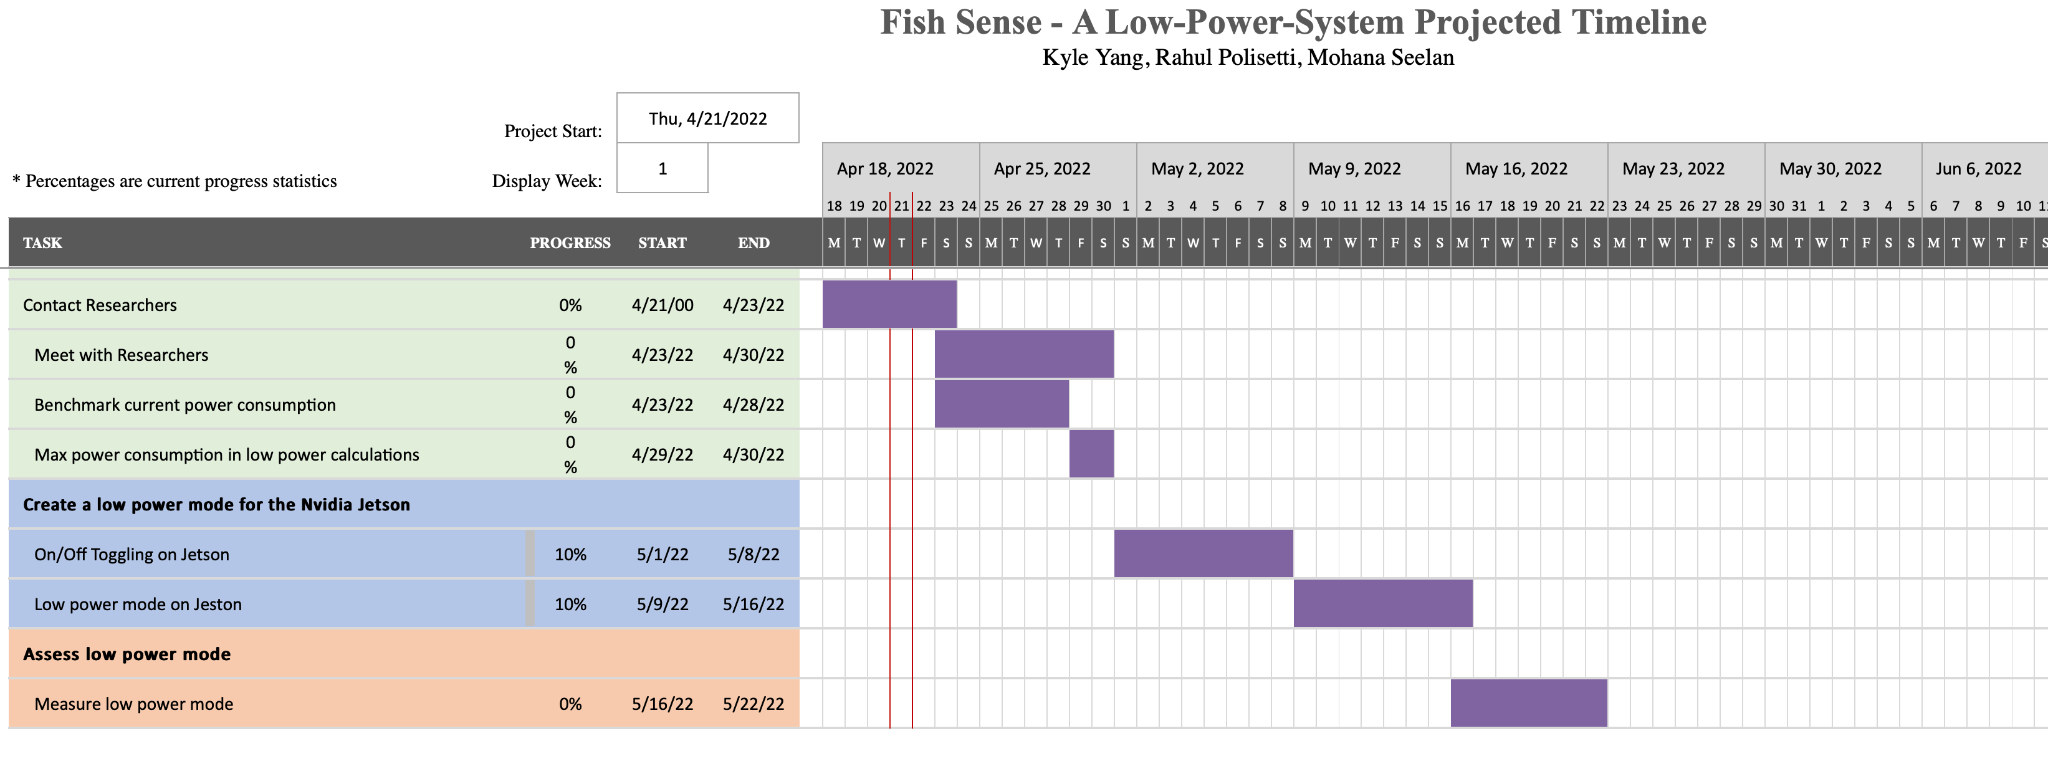 Fish Sense - A Low-Power-System Projected Timeline
Kyle Yang, Rahul Polisetti, Mohana Seelan
Project Start: Thu, 4/21/2022
* Percentages are current progress statistics Display Week: 1
Apr 18, 2022 Apr 25, 2022 May 2, 2022 May 9, 2022 May 16, 2022 May 23, 2022 May 30, 2022 Jun 6, 2022
18 19 20 21 22 23 24 25 26 27 28 29 30 1 2 3 4 5 6 7 8 9 10 11 12 13 14 15 16 17 18 19 20 21 22 23 24 25 26 27 28 29 30 31 1 2 3 4 5 6 7 8 9 10 11
TASK PROGRESS START END M T W T F S S M T W T F S S M T W T F S S M T W T F S S M T W T F S S M T W T F S S M T W T F S S M T W T F S
Contact Researchers 0% 4/21/00 4/23/22
Meet with Researchers 0 % 4/23/22 4/30/22
Benchmark current power consumption 0 % 4/23/22 4/28/22
Max power consumption in low power calculations 0 % 4/29/22 4/30/22
Create a low power mode for the Nvidia Jetson
On/Off Toggling on Jetson 10% 5/1/22 5/8/22
Low power mode on Jeston 10% 5/9/22 5/16/22
Assess low power mode
Measure low power mode 0% 5/16/22 5/22/22